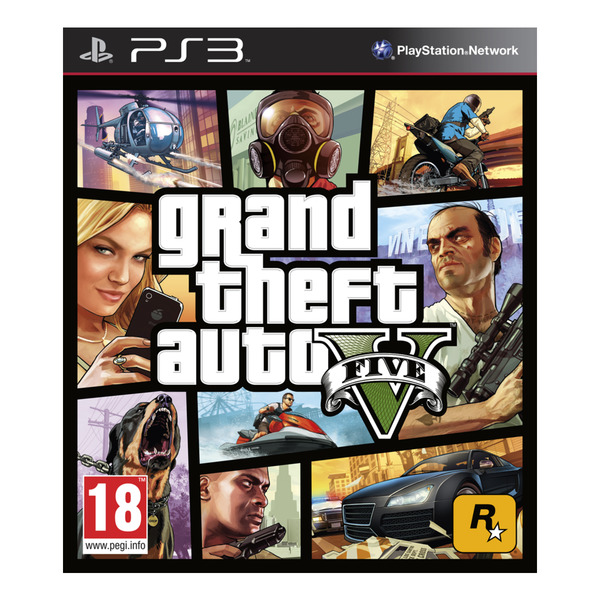 PS3
PlayStation®Network
grand
theft
auto
V
FIVE
18
www.pegi.info
R